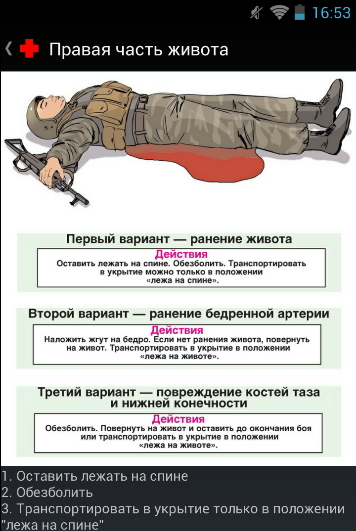 16:53
Правая часть живота
Первый вариант — ранение живота
Действия
Оставить лежать на спине. Обезболить. Транспортировать
в укрытие можно только в положении
«лежа на спине».
Второй вариант — ранение бедренной артерии
Действия
Наложить жгут на бедро. Если нет ранения живота, повернуть
на живот. Транспортировать в укрытие в положении
«лежа на животе».
Третий вариант — повреждение костей таза
и нижней конечности
Действия
Обезболить. Повернуть на живот и оставить до окончания боя
или транспортировать в укрытие в положении
«лежа на животе».
1. Оставить лежать на спине
2. Обезболить
3. Транспортировать в укрытие только в положении
"лежа на спине"